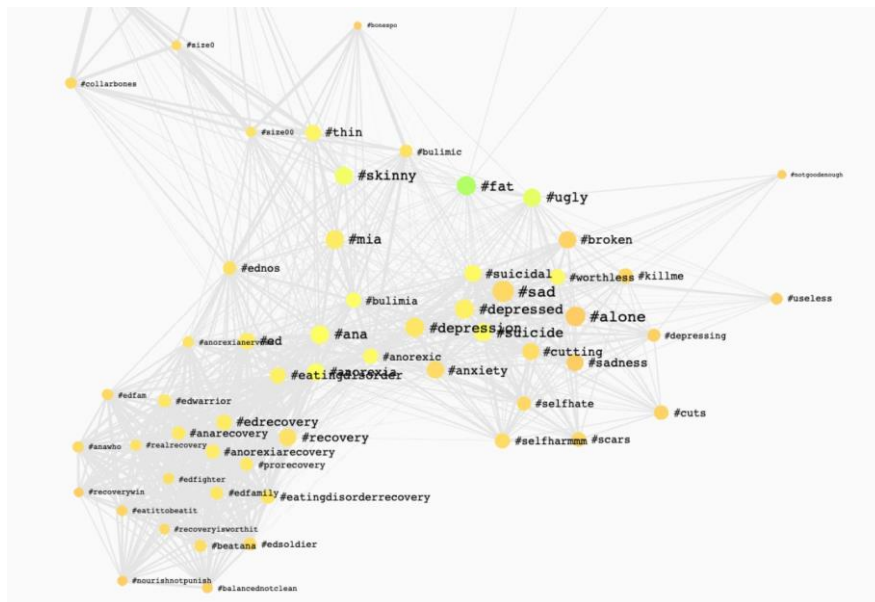 #bonexpo
#size0
#collarbones
#size00
#thin
#bulimic
#skinny
#notgoodenough
#fat
#ugly
#mia
#broken
#ednos
#suicidal
#worthless
#killme
#sad
#bulimia
#useless
#depressed
#alone
#depression
#suicide
#ana
#depressing
#anorexianervosa
#ed
#cutting
#anorexic
#sadness
#anxiety
#anorexia
#eatingdisorder
#edfam
#edwarrior
#selfhate
#cuts
#edrecovery
#anarecovery
#recovery
#selfharmmm
#scars
#anawho
#realrecovery
#anorexiarecovery
#prorecovery
#edfighter
#recoverywin
#edfamily
#eatingdisorderrecovery
#eatittobeatit
#recoveryisworthit
#beatana
#edsoldier
#nourishnotpunish
#balancednotclean